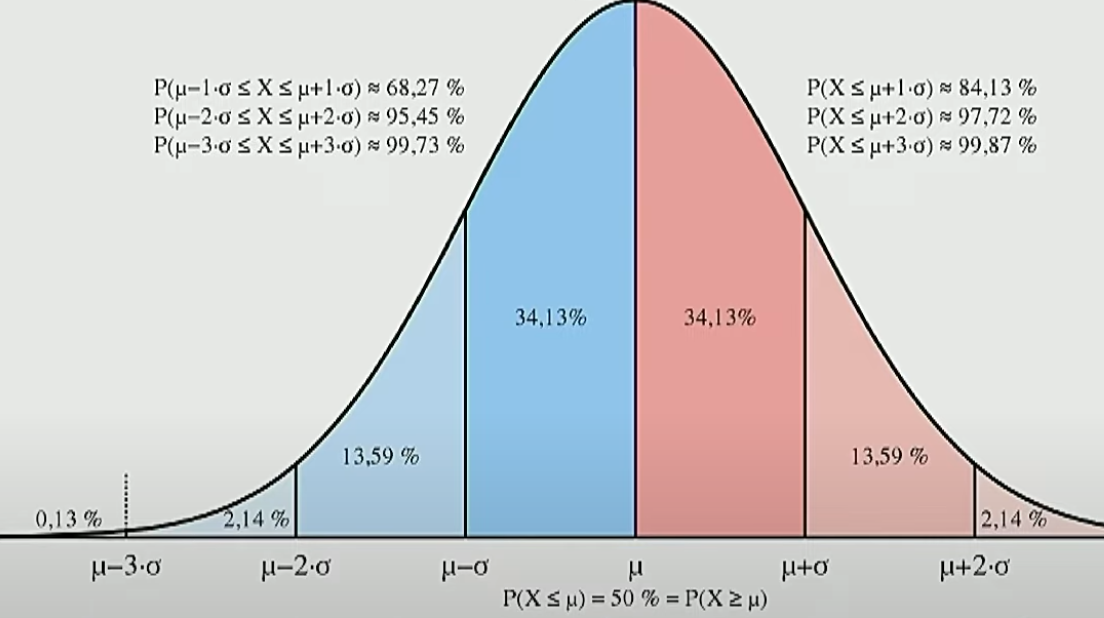 P(μ−1·σ ≤ X ≤ μ+1·σ) ≈ 68,27 %
P(μ−2·σ ≤ X ≤ μ+2·σ) ≈ 95,45 %
P(μ−3·σ ≤ X ≤ μ+3·σ) ≈ 99,73 %
P(X ≤ μ+1·σ) ≈ 84,13 %
P(X ≤ μ+2·σ) ≈ 97,72 %
P(X ≤ μ+3·σ) ≈ 99,87 %
34,13%
34,13%
13,59 %
13,59 %
0,13 %
2,14 %
2,14 %
μ−3·σ
μ−2·σ
μ−σ
μ
μ+σ
μ+2·σ
P(X ≤ μ) = 50 % = P(X ≥ μ)